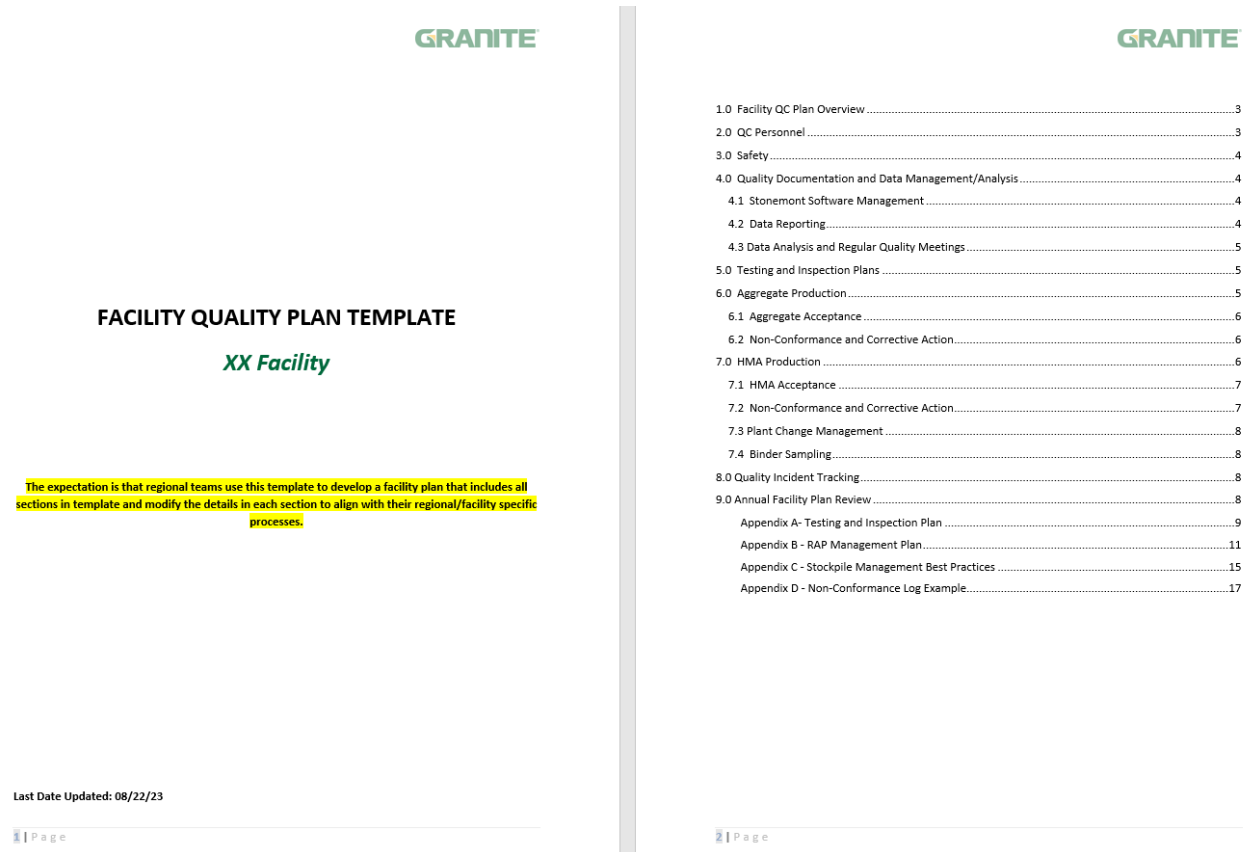 GRANITE
FACILITY QUALITY PLAN TEMPLATE
XX Facility
The expectation is that regional teams use this template to develop a facility plan that includes all
sections in template and modify the details in each section to align with their regional/facility specific
processes.
Last Date Updated: 08/22/23
1 | Page
GRANITE
1.0 Facility QC Plan Overview ........ 3
2.0 QC Personnel ........ 3
3.0 Safety ........ 4
4.0 Quality Documentation and Data Management/Analysis ........ 4
4.1 Stonemont Software Management ........ 4
4.2 Data Reporting ........ 4
4.3 Data Analysis and Regular Quality Meetings ........ 5
5.0 Testing and Inspection Plans ........ 5
6.0 Aggregate Production ........ 5
6.1 Aggregate Acceptance ........ 6
6.2 Non-Conformance and Corrective Action ........ 6
7.0 HMA Production ........ 6
7.1 HMA Acceptance ........ 7
7.2 Non-Conformance and Corrective Action ........ 7
7.3 Plant Change Management ........ 8
7.4 Binder Sampling ........ 8
8.0 Quality Incident Tracking ........ 8
9.0 Annual Facility Plan Review ........ 8
Appendix A- Testing and Inspection Plan ........ 9
Appendix B - RAP Management Plan ........ 11
Appendix C - Stockpile Management Best Practices ........ 15
Appendix D - Non-Conformance Log Example ........ 17
2 | Page